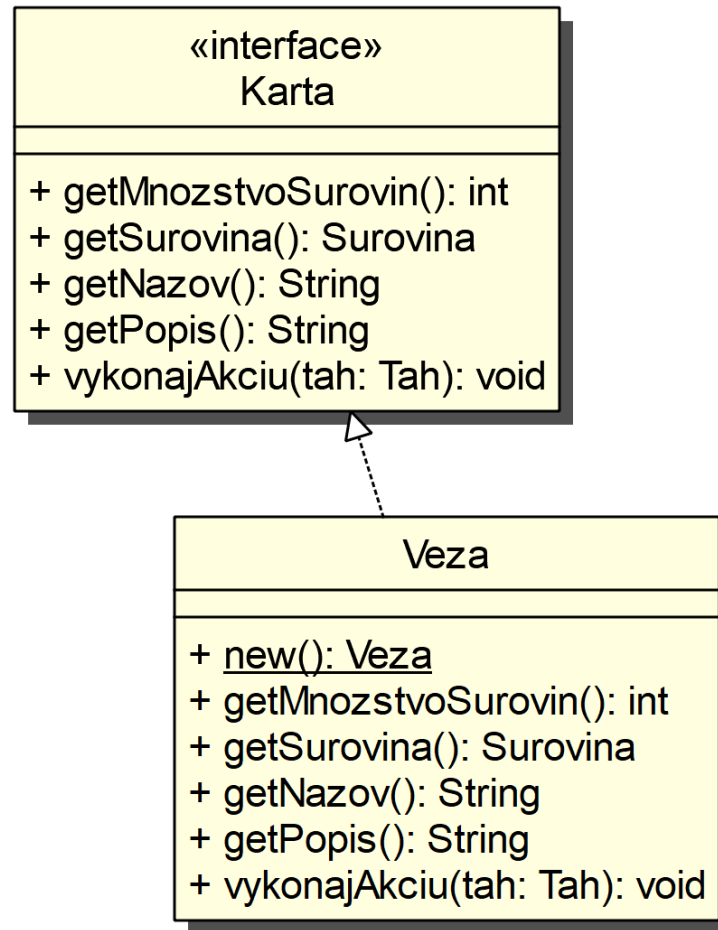 «interface»
Karta
+ getMnozstvoSurovin(): int
+ getSurovina(): Surovina
+ getNazov(): String
+ getPopis(): String
+ vykonajAkciu(tah: Tah): void
Veza
+ new(): Veza
+ getMnozstvoSurovin(): int
+ getSurovina(): Surovina
+ getNazov(): String
+ getPopis(): String
+ vykonajAkciu(tah: Tah): void